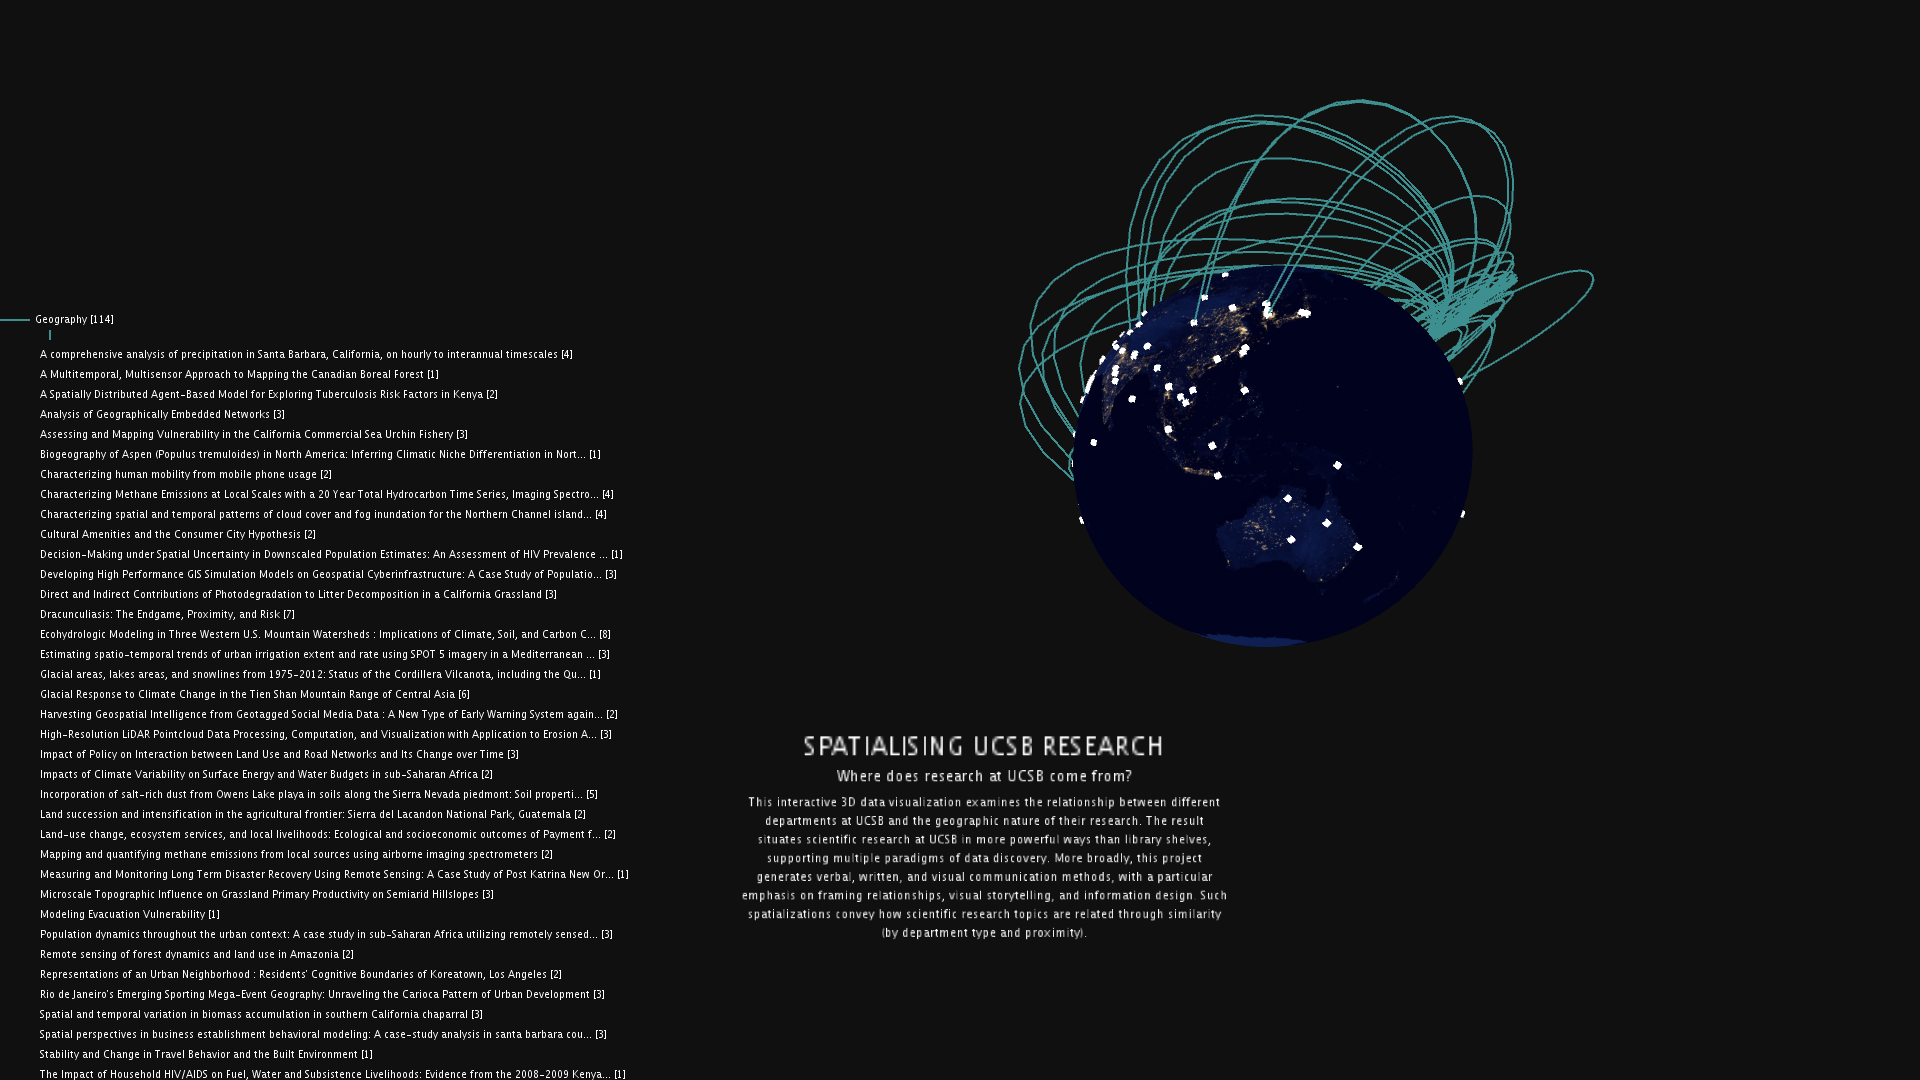 Geography [114]
A comprehensive analysis of precipitation in Santa Barbara, California, on hourly to interannual timescales [4]
A Multitemporal, Multisensor Approach to Mapping the Canadian Boreal Forest [1]
A Spatially Distributed Agent-Based Model for Exploring Tuberculosis Risk Factors in Kenya [2]
Analysis of Geographically Embedded Networks [3]
Assessing and Mapping Vulnerability in the California Commercial Sea Urchin Fishery [3]
Biogeography of Aspen (Populus tremuloides) in North America: Inferring Climatic Niche Differentiation in Nort... [1]
Characterizing human mobility from mobile phone usage [2]
Characterizing Methane Emissions at Local Scales with a 20 Year Total Hydrocarbon Time Series, Imaging Spectro... [4]
Characterizing spatial and temporal patterns of cloud cover and fog inundation for the Northern Channel island... [4]
Cultural Amenities and the Consumer City Hypothesis [2]
Decision-Making under Spatial Uncertainty in Downscaled Population Estimates: An Assessment of HIV Prevalence ... [1]
Developing High Performance GIS Simulation Models on Geospatial Cyberinfrastructure: A Case Study of Populatio... [3]
Direct and Indirect Contributions of Photodegradation to Litter Decomposition in a California Grassland [3]
Dracunculiasis: The Endgame, Proximity, and Risk [7]
Ecohydrologic Modeling in Three Western U.S. Mountain Watersheds : Implications of Climate, Soil, and Carbon C... [8]
Estimating spatio-temporal trends of urban irrigation extent and rate using SPOT 5 imagery in a Mediterranean ... [3]
Glacial areas, lakes areas, and snowlines from 1975-2012: Status of the Cordillera Vilcanota, including the Qu... [1]
Glacial Response to Climate Change in the Tien Shan Mountain Range of Central Asia [6]
Harvesting Geospatial Intelligence from Geotagged Social Media Data : A New Type of Early Warning System again... [2]
High-Resolution LiDAR Pointcloud Data Processing, Computation, and Visualization with Application to Erosion A... [3]
Impact of Policy on Interaction between Land Use and Road Networks and Its Change over Time [3]
Impacts of Climate Variability on Surface Energy and Water Budgets in sub-Saharan Africa [2]
Incorporation of salt-rich dust from Owens Lake playa in soils along the Sierra Nevada piedmont: Soil properti... [5]
Land succession and intensification in the agricultural frontier: Sierra del Lacandon National Park, Guatemala [2]
Land-use change, ecosystem services, and local livelihoods: Ecological and socioeconomic outcomes of Payment f... [2]
Mapping and quantifying methane emissions from local sources using airborne imaging spectrometers [2]
Measuring and Monitoring Long Term Disaster Recovery Using Remote Sensing: A Case Study of Post Katrina New Or... [1]
Microscale Topographic Influence on Grassland Primary Productivity on Semiarid Hillslopes [3]
Modeling Evacuation Vulnerability [1]
Population dynamics throughout the urban context: A case study in sub-Saharan Africa utilizing remotely sensed... [3]
Remote sensing of forest dynamics and land use in Amazonia [2]
Representations of an Urban Neighborhood : Residents' Cognitive Boundaries of Koreatown, Los Angeles [2]
Rio de Janeiro's Emerging Sporting Mega-Event Geography: Unraveling the Carioca Pattern of Urban Development [3]
Spatial and temporal variation in biomass accumulation in southern California chaparral [3]
Spatial perspectives in business establishment behavioral modeling: A case-study analysis in santa barbara cou... [3]
Stability and Change in Travel Behavior and the Built Environment [1]
The Impact of Household HIV/AIDS on Fuel, Water and Subsistence Livelihoods: Evidence from the 2008-2009 Kenya... [1]
SPATIALISING UCSB RESEARCH
Where does research at UCSB come from?
This interactive 3D data visualization examines the relationship between different
departments at UCSB and the geographic nature of their research. The result
situates scientific research at UCSB in more powerful ways than library shelves,
supporting multiple paradigms of data discovery. More broadly, this project
generates verbal, written, and visual communication methods, with a particular
emphasis on framing relationships, visual storytelling, and information design. Such
spatializations convey how scientific research topics are related through similarity
(by department type and proximity).